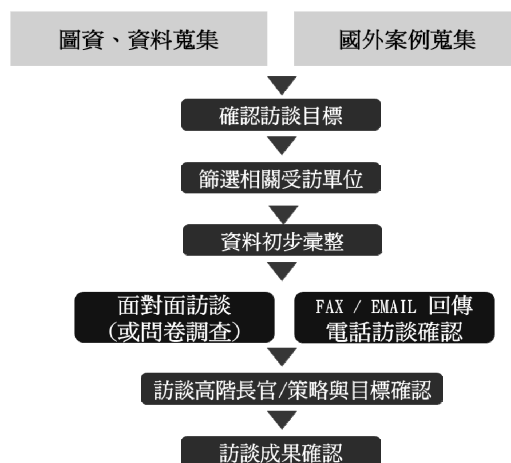 圖資、資料蒐集
國外案例蒐集
確認訪談目標
篩選相關受訪單位
資料初步彙整
面對面訪談
(或問卷調查)
FAX / EMAIL 回傳
電話訪談確認
訪談高階長官/策略與目標確認
訪談成果確認